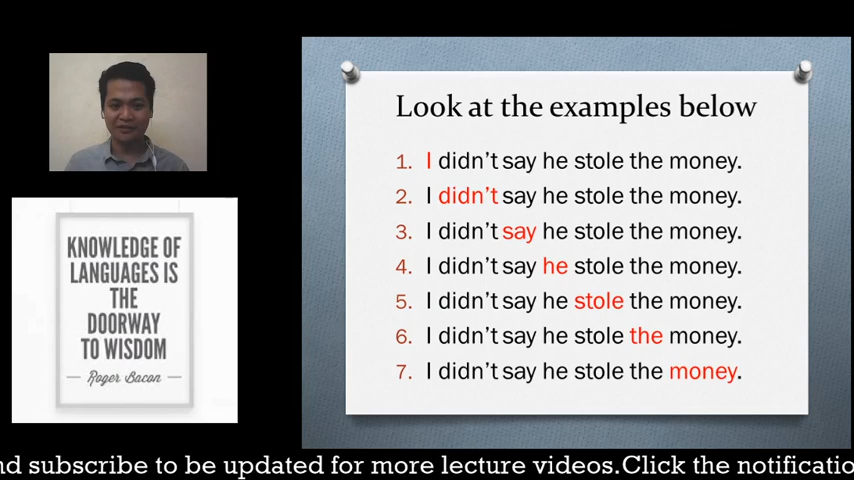 Look at the examples below
1. I didn't say he stole the money.
2. I didn't say he stole the money.
3. I didn't say he stole the money.
4. I didn't say he stole the money.
5. I didn't say he stole the money.
6. I didn't say he stole the money.
7. I didn't say he stole the money.
KNOWLEDGE OF
LANGUAGES IS
THE
DOORWAY
TO WISDOM
— Roger Bacon —
subscribe to be updated for more lecture videos.Click the